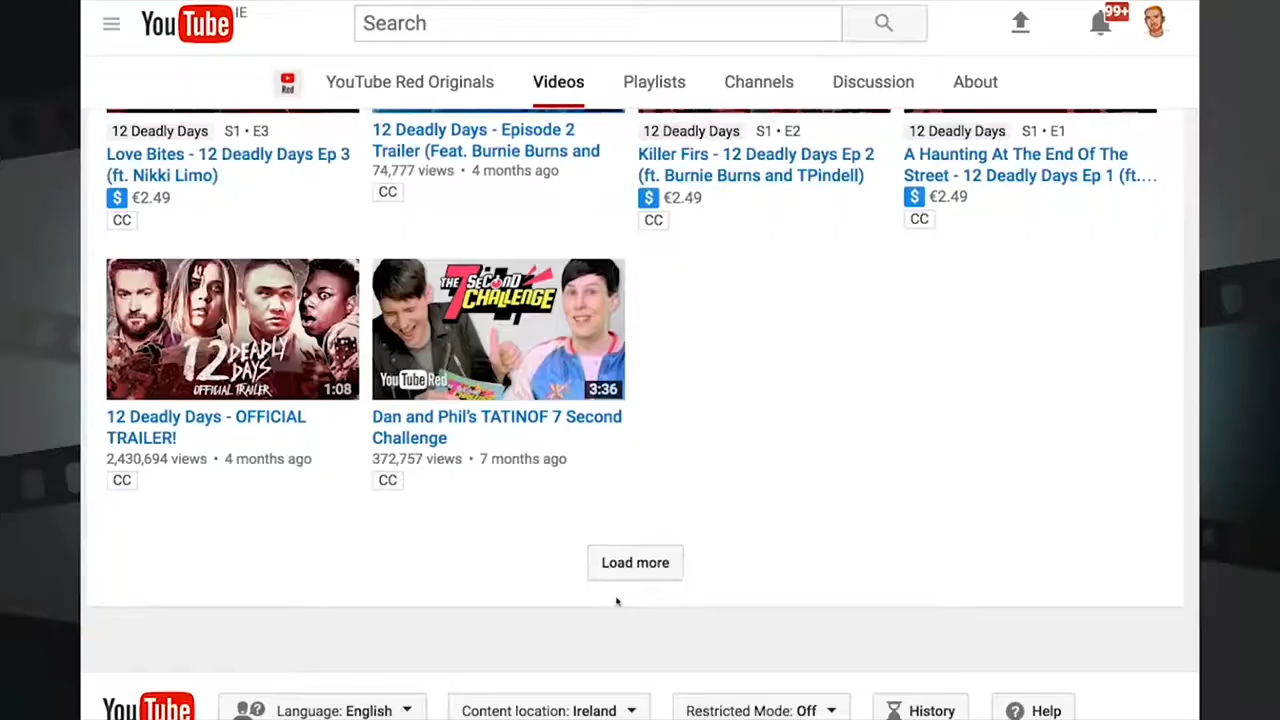 YouTube IE
Search
99+
Red
YouTube Red Originals
Videos
Playlists
Channels
Discussion
About
12 Deadly Days S1 • E3
Love Bites - 12 Deadly Days Ep 3
(ft. Nikki Limo)
$ €2.49
CC
12 Deadly Days - Episode 2
Trailer (Feat. Burnie Burns and
74,777 views • 4 months ago
CC
12 Deadly Days S1 • E2
Killer Firs - 12 Deadly Days Ep 2
(ft. Burnie Burns and TPindell)
$ €2.49
CC
12 Deadly Days S1 • E1
A Haunting At The End Of The
Street - 12 Deadly Days Ep 1 (ft....
$ €2.49
CC
12 DEADLY
DAYS
OFFICIAL TRAILER
1:08
12 Deadly Days - OFFICIAL
TRAILER!
2,430,694 views • 4 months ago
CC
THE 7 SECOND
CHALLENGE
YouTube Red
3:36
Dan and Phil's TATINOF 7 Second
Challenge
372,757 views • 7 months ago
CC
Load more
YouTube
Language: English
Content location: Ireland
Restricted Mode: Off
History
? Help